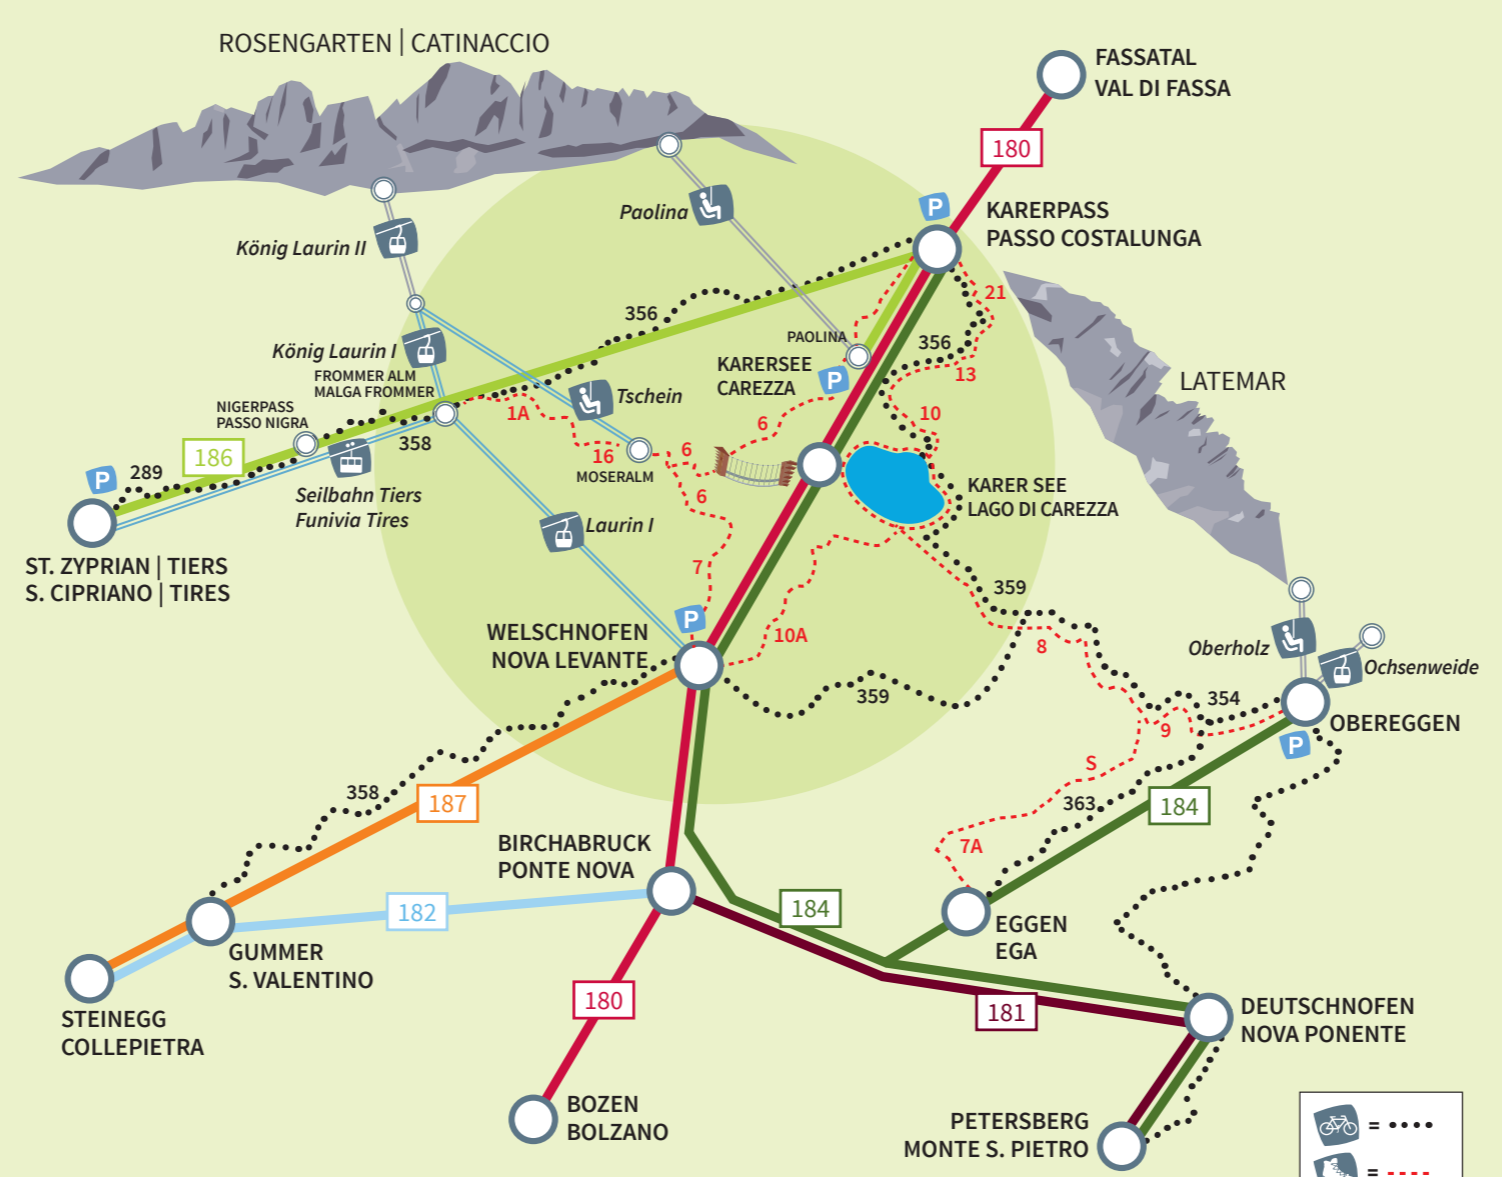 ROSENGARTEN | CATINACCIO
FASSATAL
VAL DI FASSA
180
Paolina
P
KARERPASS
PASSO COSTALUNGA
König Laurin II
21
356
PAOLINA
356
König Laurin I
FROMMER ALM
MALGA FROMMER
KARERSEE
CAREZZA
P
13
LATEMAR
Tschein
NIGERPASS
PASSO NIGRA
1A
6
10
358
16
6
186
MOSERALM
P
289
Seilbahn Tiers
Funivia Tires
6
KARER SEE
LAGO DI CAREZZA
Laurin I
ST. ZYPRIAN | TIERS
S. CIPRIANO | TIRES
7
359
P
WELSCHNOFEN
NOVA LEVANTE
10A
8
Oberholz
Ochsenweide
359
354
9
OBEREGGEN
P
S
358
187
363
184
BIRCHABRUCK
PONTE NOVA
7A
182
184
EGGEN
EGA
GUMMER
S. VALENTINO
180
181
DEUTSCHNOFEN
NOVA PONENTE
STEINEGG
COLLEPIETRA
BOZEN
BOLZANO
PETERSBERG
MONTE S. PIETRO
=
=